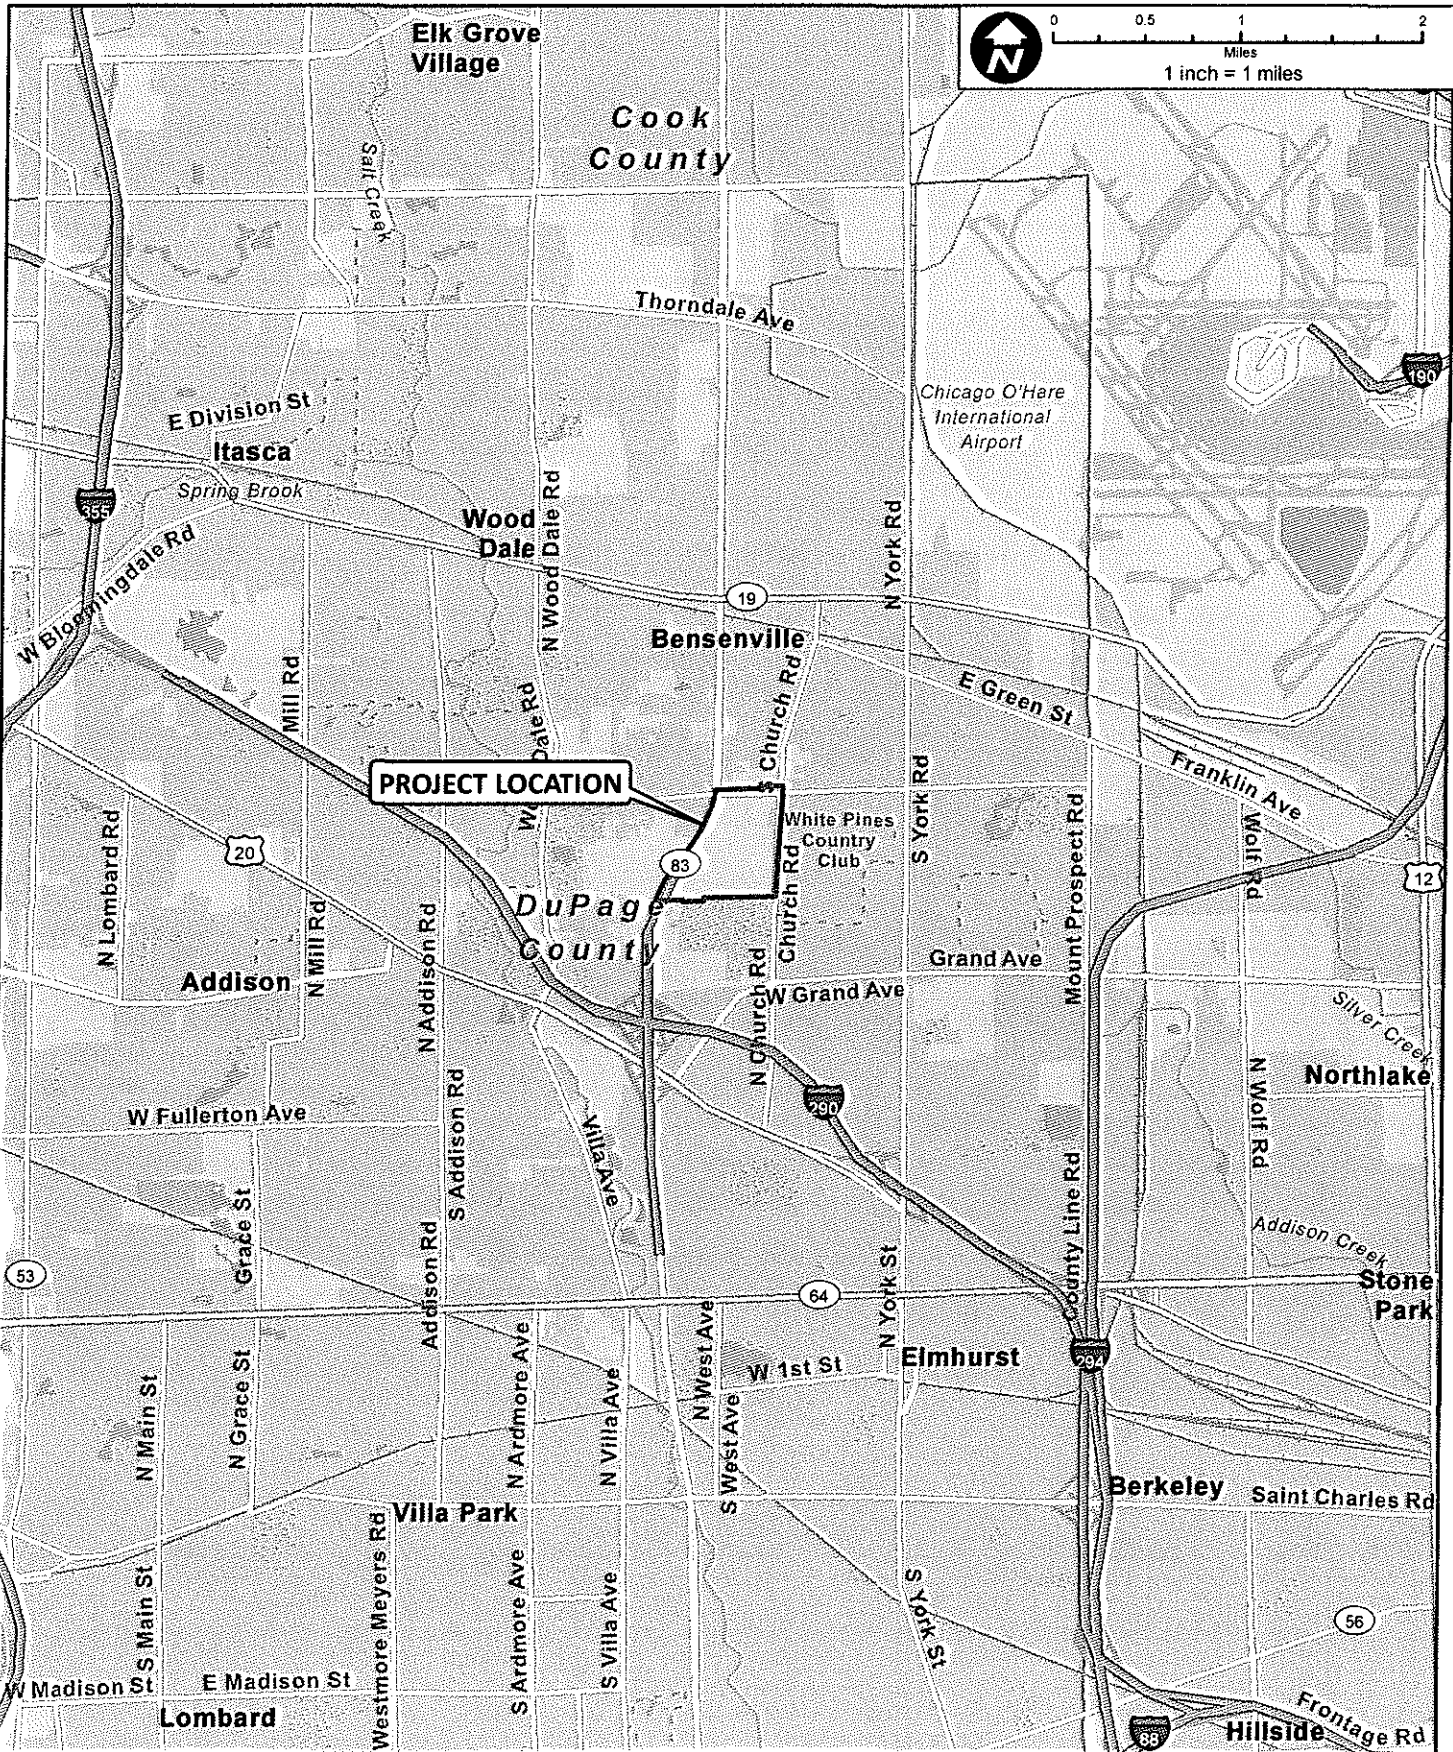 Elk Grove
Village
N
0 0.5 1 2
Miles
1 inch = 1 miles
Cook
County
Salt Creek
Thorndale Ave
190
Chicago O'Hare
International
Airport
E Division St
Itasca
Spring Brook
355
Wood
Dale
N Wood Dale Rd
N York Rd
W Bloomingdale Rd
19
Bensenville
Mill Rd
Church Rd
E Green St
Franklin Ave
PROJECT LOCATION
Dale Rd
White Pines
Country
Club
S York Rd
Mount Prospect Rd
Wolf Rd
N Lombard Rd
20
83
12
DuPage
County
Church Rd
N Mill Rd
N Addison Rd
Addison
Grand Ave
W Grand Ave
N Church Rd
Silver Creek
Northlake
290
W Fullerton Ave
S Addison Rd
Villa Ave
N Wolf Rd
County Line Rd
Grace St
Addison Rd
Addison Creek
53
64
N York St
Stone
Park
Elmhurst
294
N West Ave
W 1st St
N Main St
N Grace St
N Ardmore Ave
N Villa Ave
S West Ave
Berkeley
Saint Charles Rd
Villa Park
S Main St
Westmore Meyers Rd
S Ardmore Ave
S Villa Ave
S York St
56
W Madison St
E Madison St
Lombard
88
Hillside
Frontage Rd